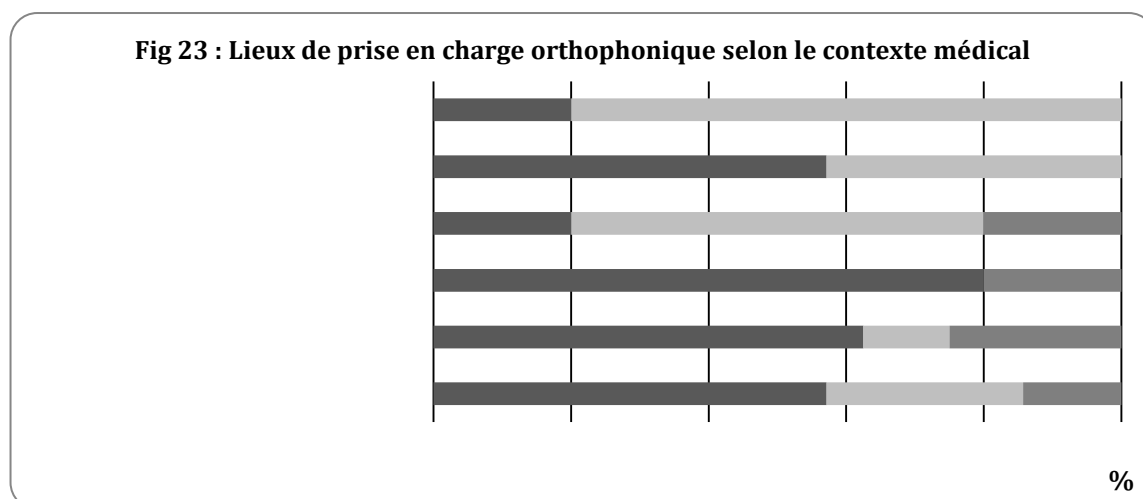 Fig 23 : Lieux de prise en charge orthophonique selon le contexte médical
%